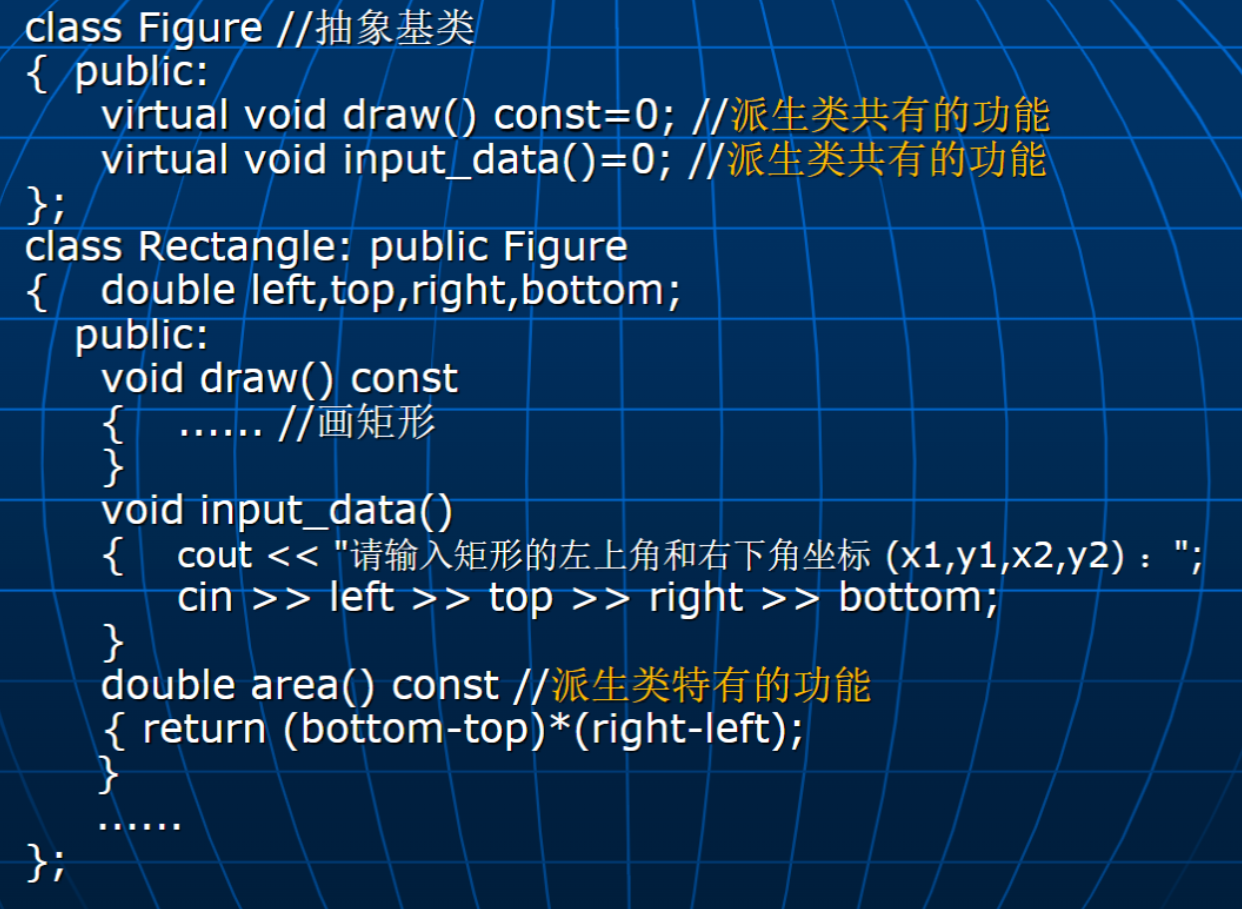 class Figure //抽象基类
{ public:
virtual void draw() const=0; //派生类共有的功能
virtual void input_data()=0; //派生类共有的功能
};
class Rectangle: public Figure
{ double left,top,right,bottom;
public:
void draw() const
{ ...... //画矩形
}
void input_data()
{ cout << "请输入矩形的左上角和右下角坐标 (x1,y1,x2,y2) : ";
cin >> left >> top >> right >> bottom;
}
double area() const //派生类特有的功能
{ return (bottom-top)*(right-left);
}
......
};